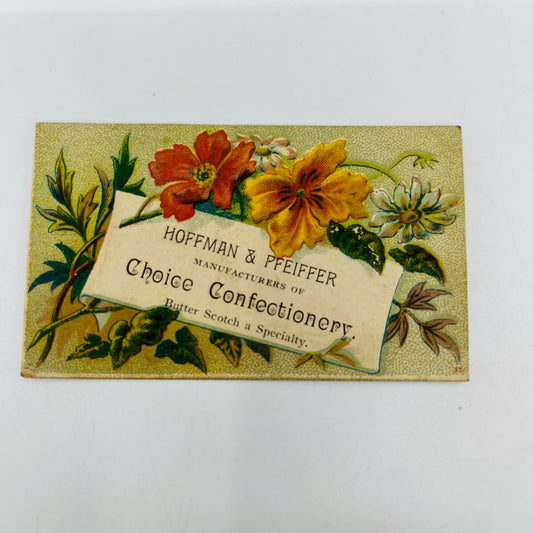 HOFFMAN & PFEIFFER
MANUFACTURERS OF
Choice Confectionery.
Butter Scotch a Specialty.